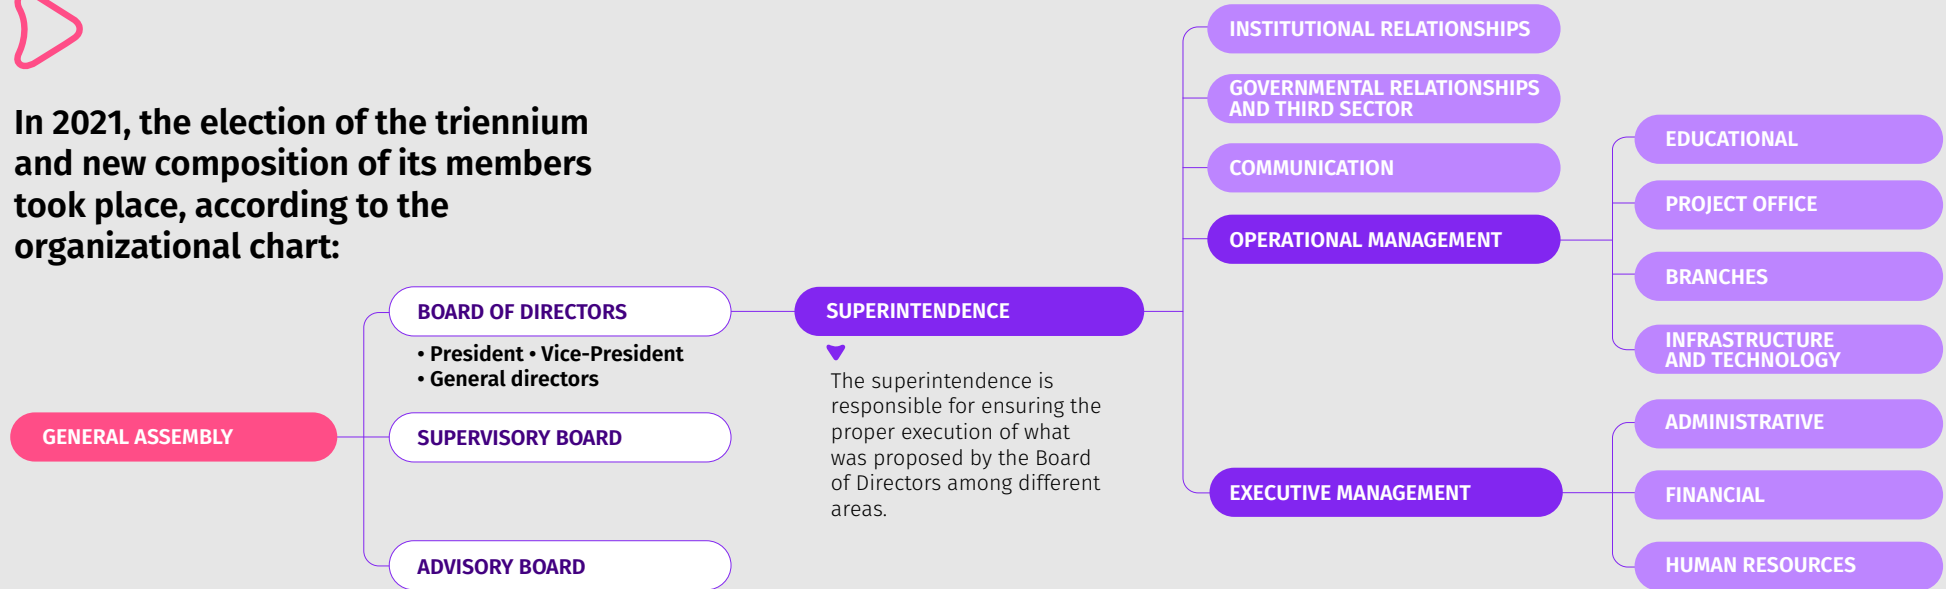 In 2021, the election of the triennium
and new composition of its members
took place, according to the
organizational chart:
GENERAL ASSEMBLY
BOARD OF DIRECTORS
• President • Vice-President
• General directors
SUPERVISORY BOARD
ADVISORY BOARD
SUPERINTENDENCE
The superintendence is
responsible for ensuring the
proper execution of what
was proposed by the Board
of Directors among different
areas.
INSTITUTIONAL RELATIONSHIPS
GOVERNMENTAL RELATIONSHIPS
AND THIRD SECTOR
COMMUNICATION
OPERATIONAL MANAGEMENT
EXECUTIVE MANAGEMENT
EDUCATIONAL
PROJECT OFFICE
BRANCHES
INFRASTRUCTURE
AND TECHNOLOGY
ADMINISTRATIVE
FINANCIAL
HUMAN RESOURCES